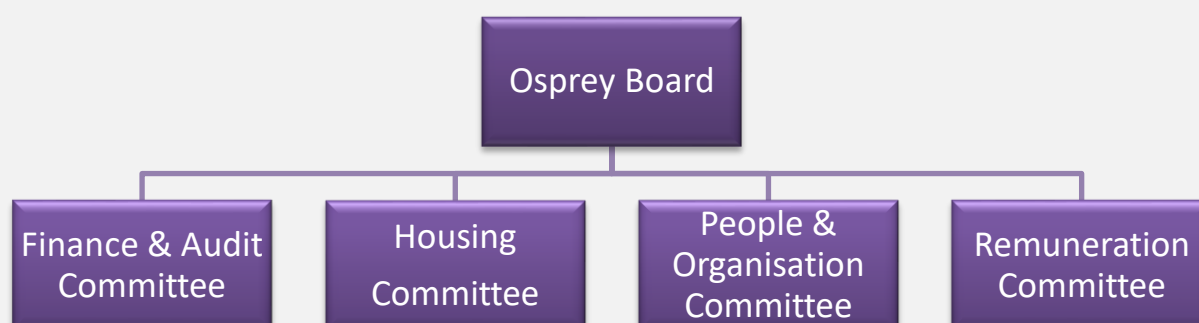 Osprey Board
Finance & Audit
Committee
Housing
Committee
People &
Organisation
Committee
Remuneration
Committee